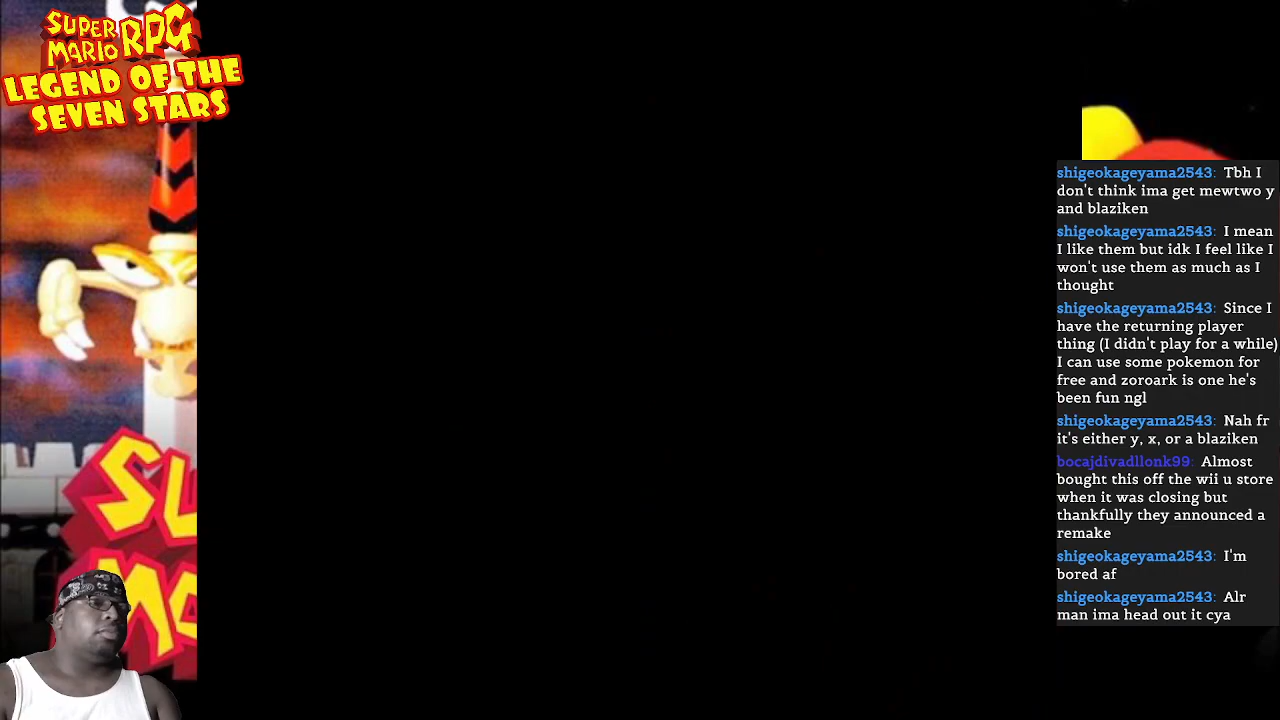 SUPER
MARIO RPG
LEGEND OF THE
SEVEN STARS
shigeokageyama2543: Tbh I
don't think ima get mewtwo y
and blaziken
shigeokageyama2543: I mean
I like them but idk I feel like I
won't use them as much as I
thought
shigeokageyama2543: Since I
have the returning player
thing (I didn't play for a while)
I can use some pokemon for
free and zoroark is one he's
been fun ngl
shigeokageyama2543: Nah fr
it's either y, x, or a blaziken
bocajdivadllonk99: Almost
bought this off the wii u store
when it was closing but
thankfully they announced a
remake
shigeokageyama2543: I'm
bored af
shigeokageyama2543: Alr
man ima head out it cya
SU
MA